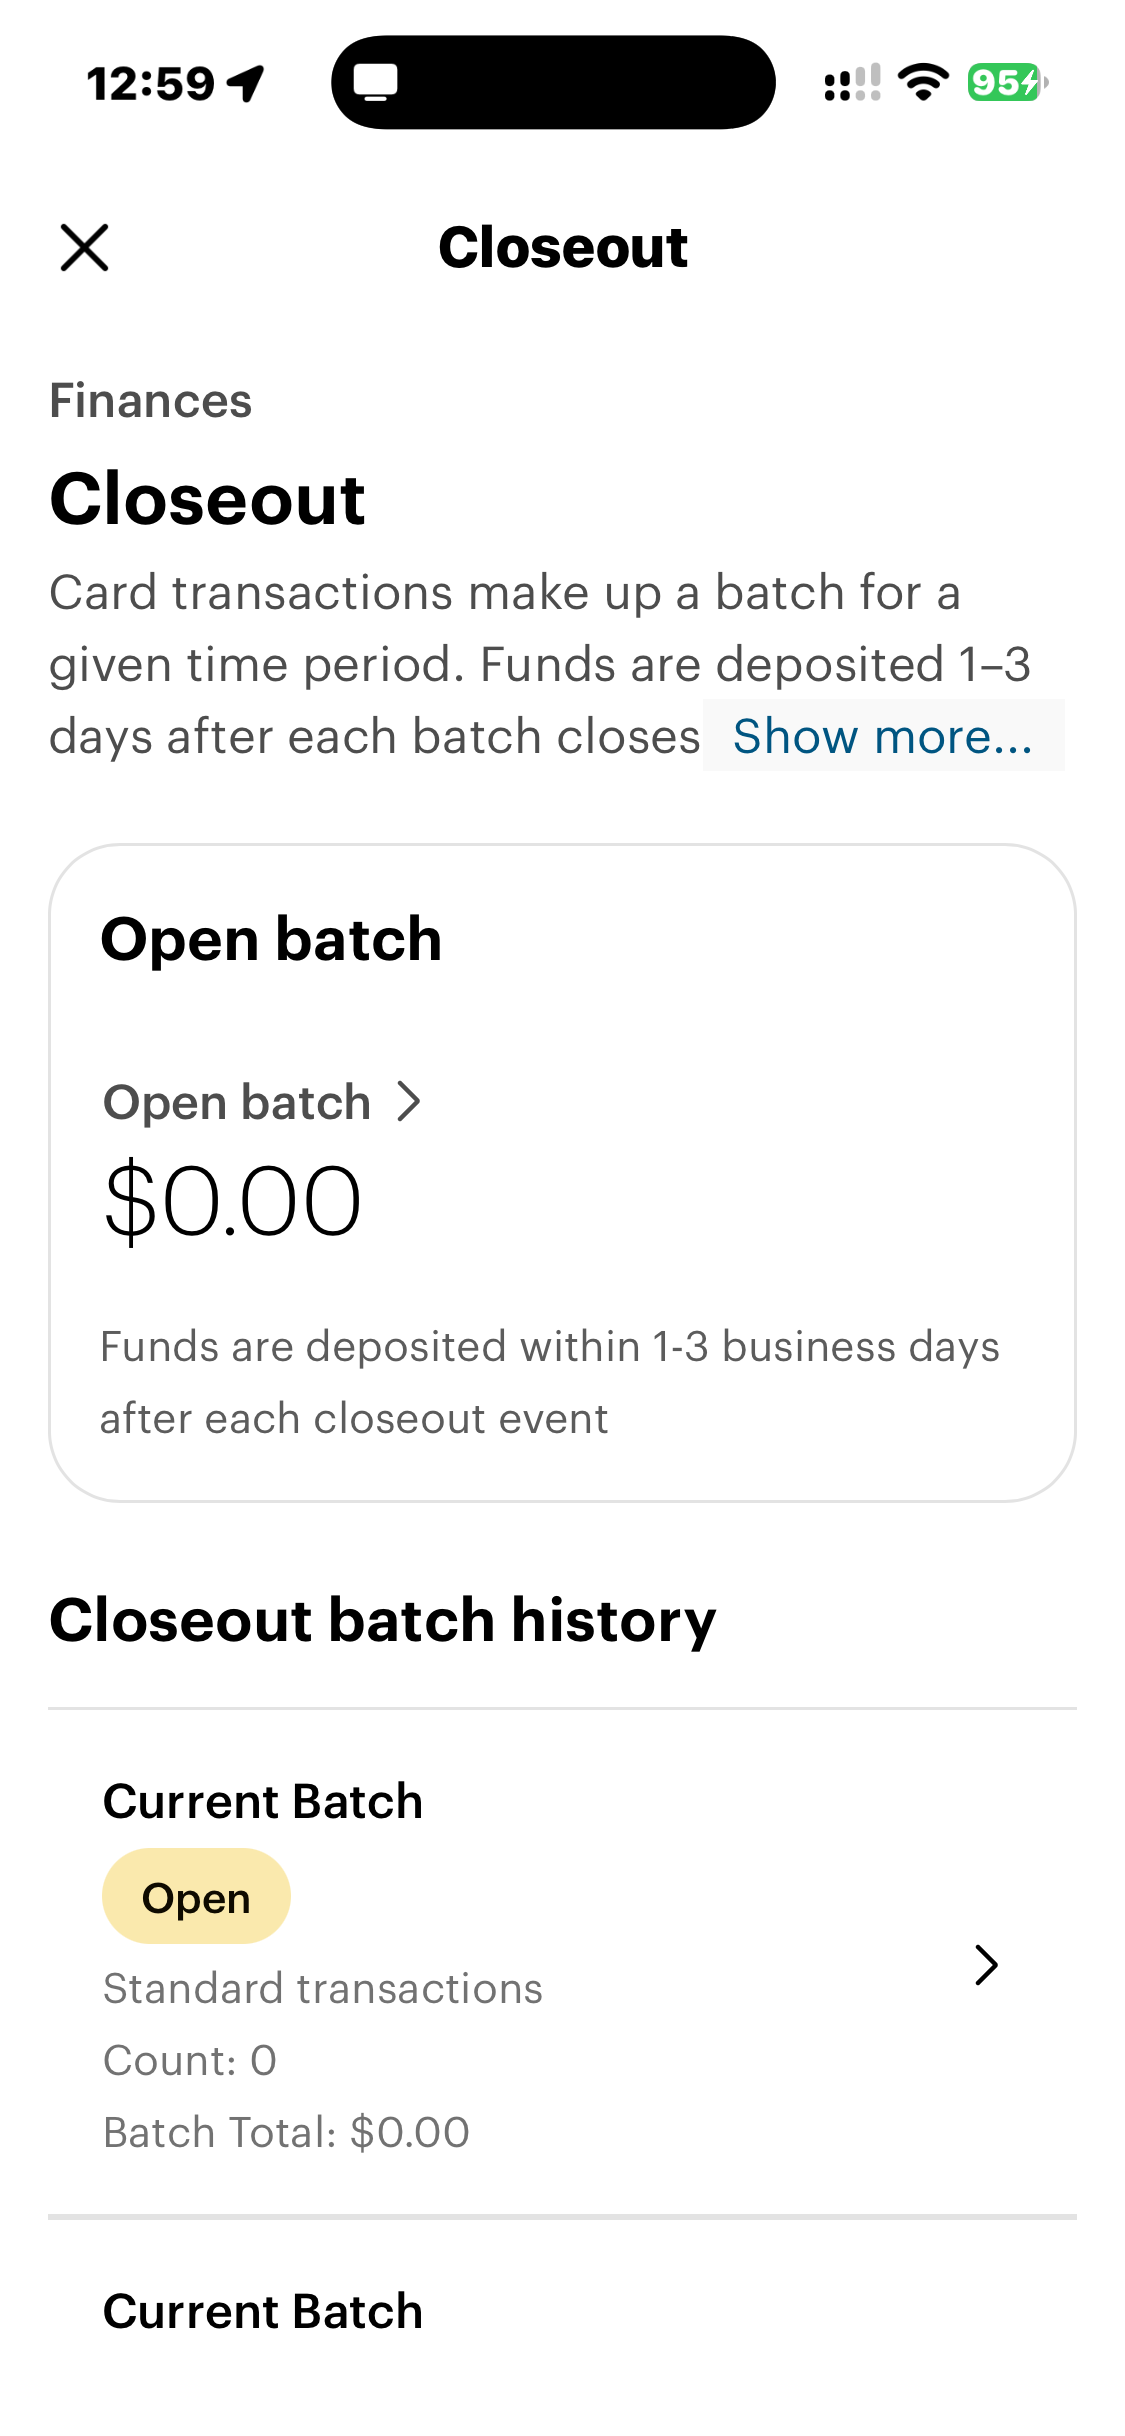 12:59
95
Closeout
Finances
Closeout
Card transactions make up a batch for a
given time period. Funds are deposited 1–3
days after each batch closes Show more...
Open batch
Open batch
$0.00
Funds are deposited within 1-3 business days
after each closeout event
Closeout batch history
Current Batch
Open
Standard transactions
Count: 0
Batch Total: $0.00
Current Batch